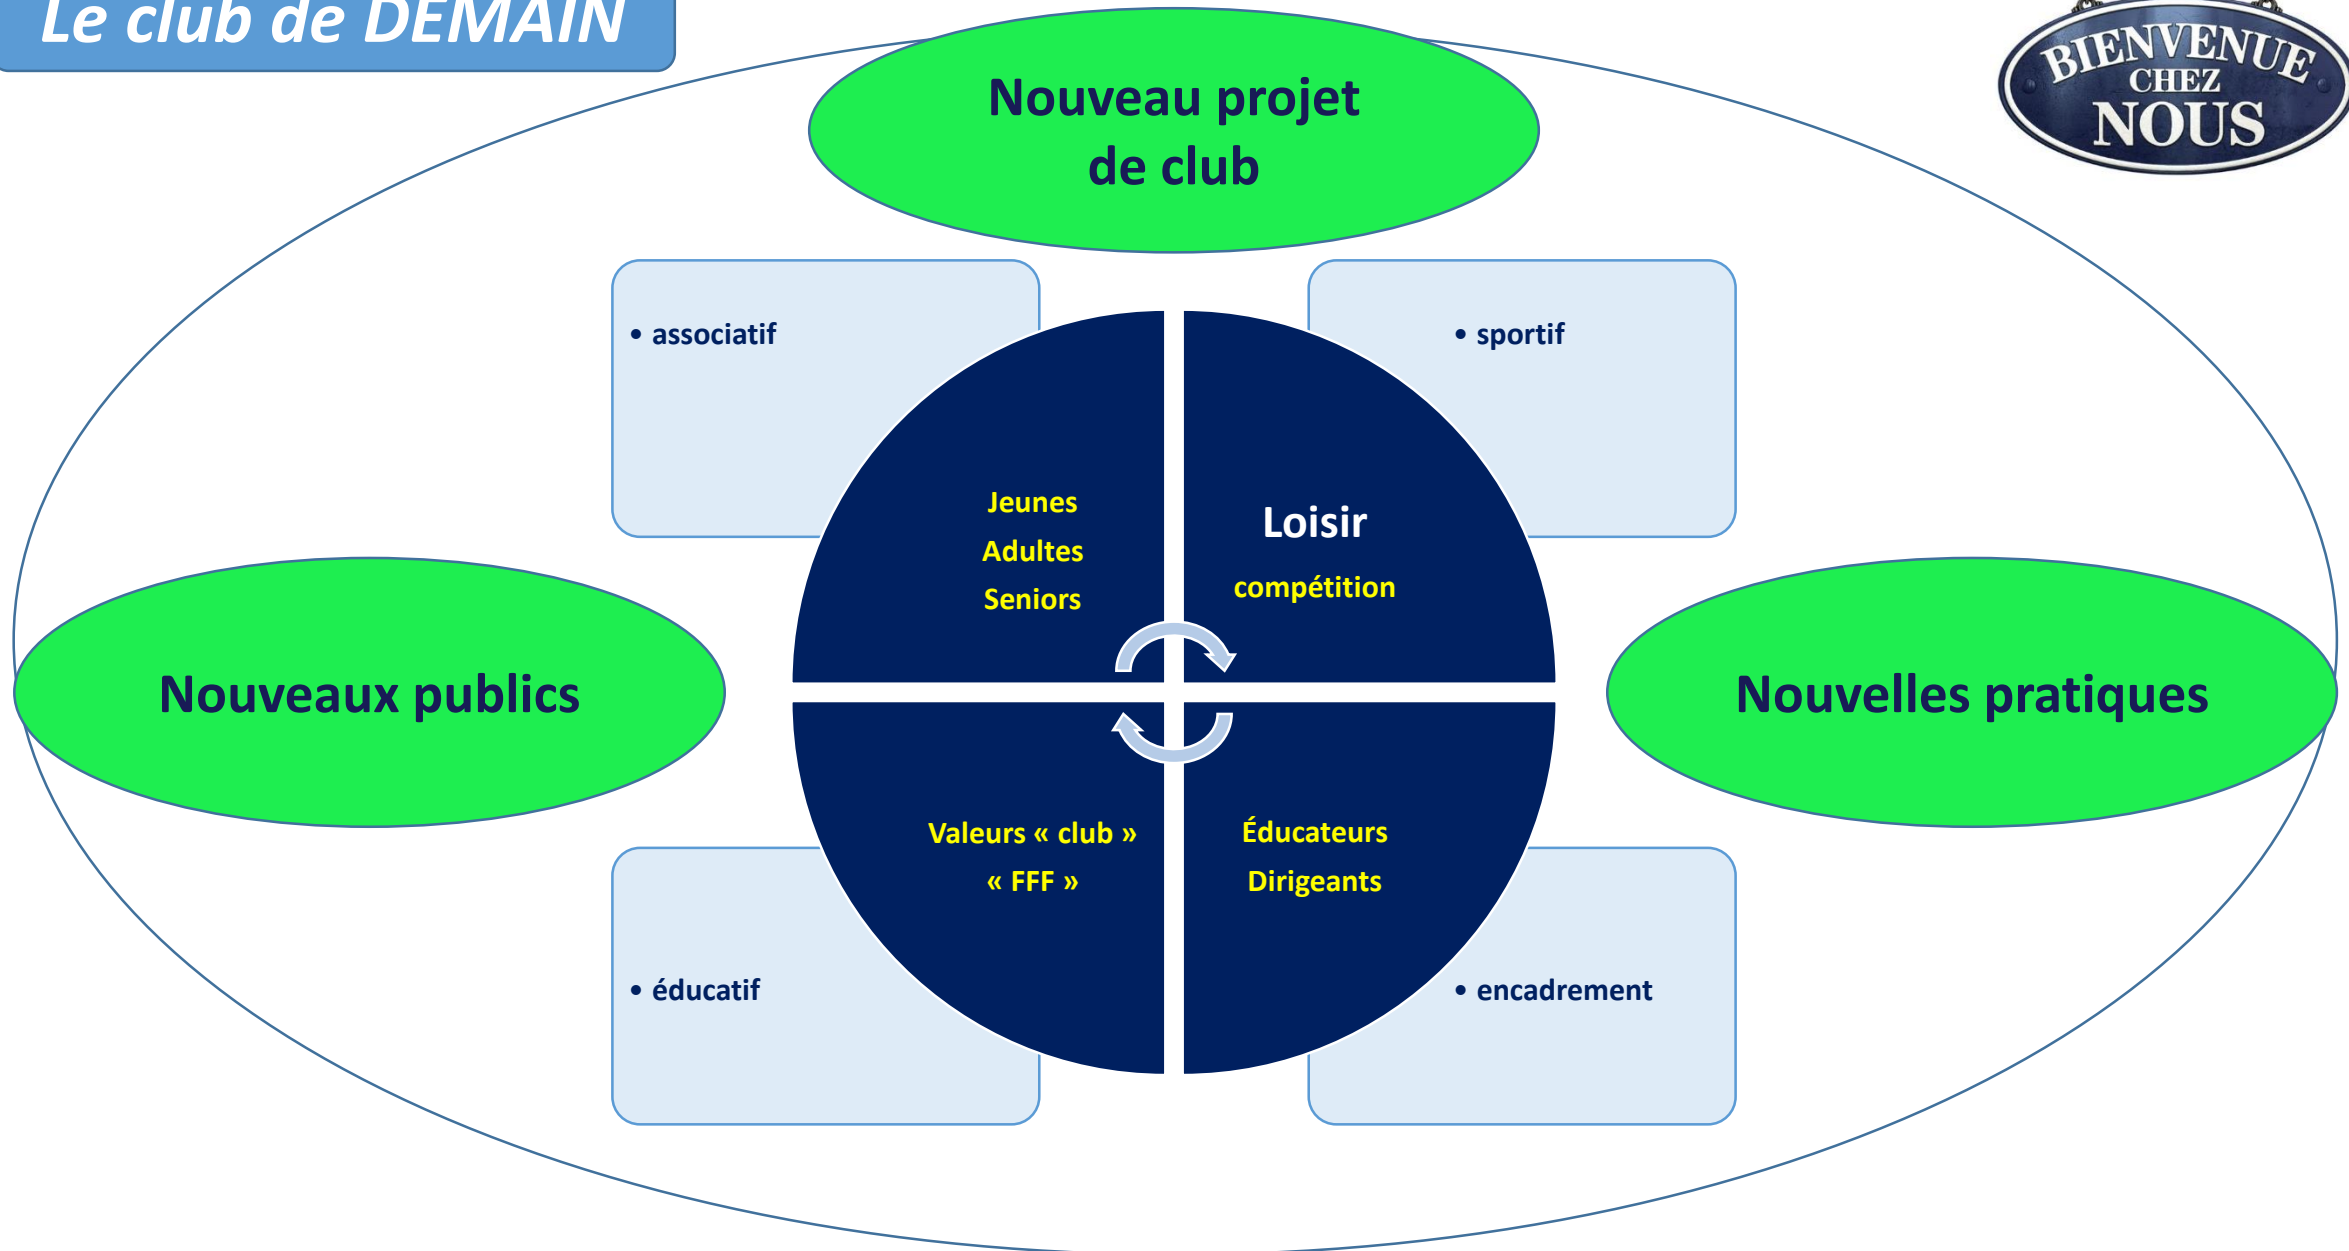 Le club de DEMAIN
BIENVENUE
CHEZ
NOUS
Nouveau projet
de club
• associatif
• sportif
Jeunes
Adultes
Seniors
Loisir
compétition
Nouveaux publics
Nouvelles pratiques
Valeurs « club »
« FFF »
Éducateurs
Dirigeants
• éducatif
• encadrement